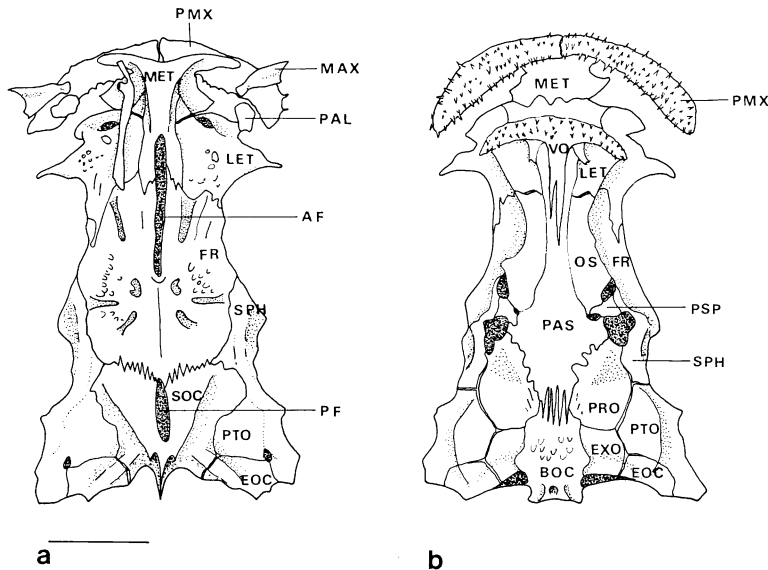 PMX
MAX
MET
PAL
LET
AF
FR
SPH
SOC
PF
PTO
EOC
a
MET
PMX
VO
LET
OS
FR
PAS
PSP
SPH
PRO
PTO
EXO
BOC
EOC
b